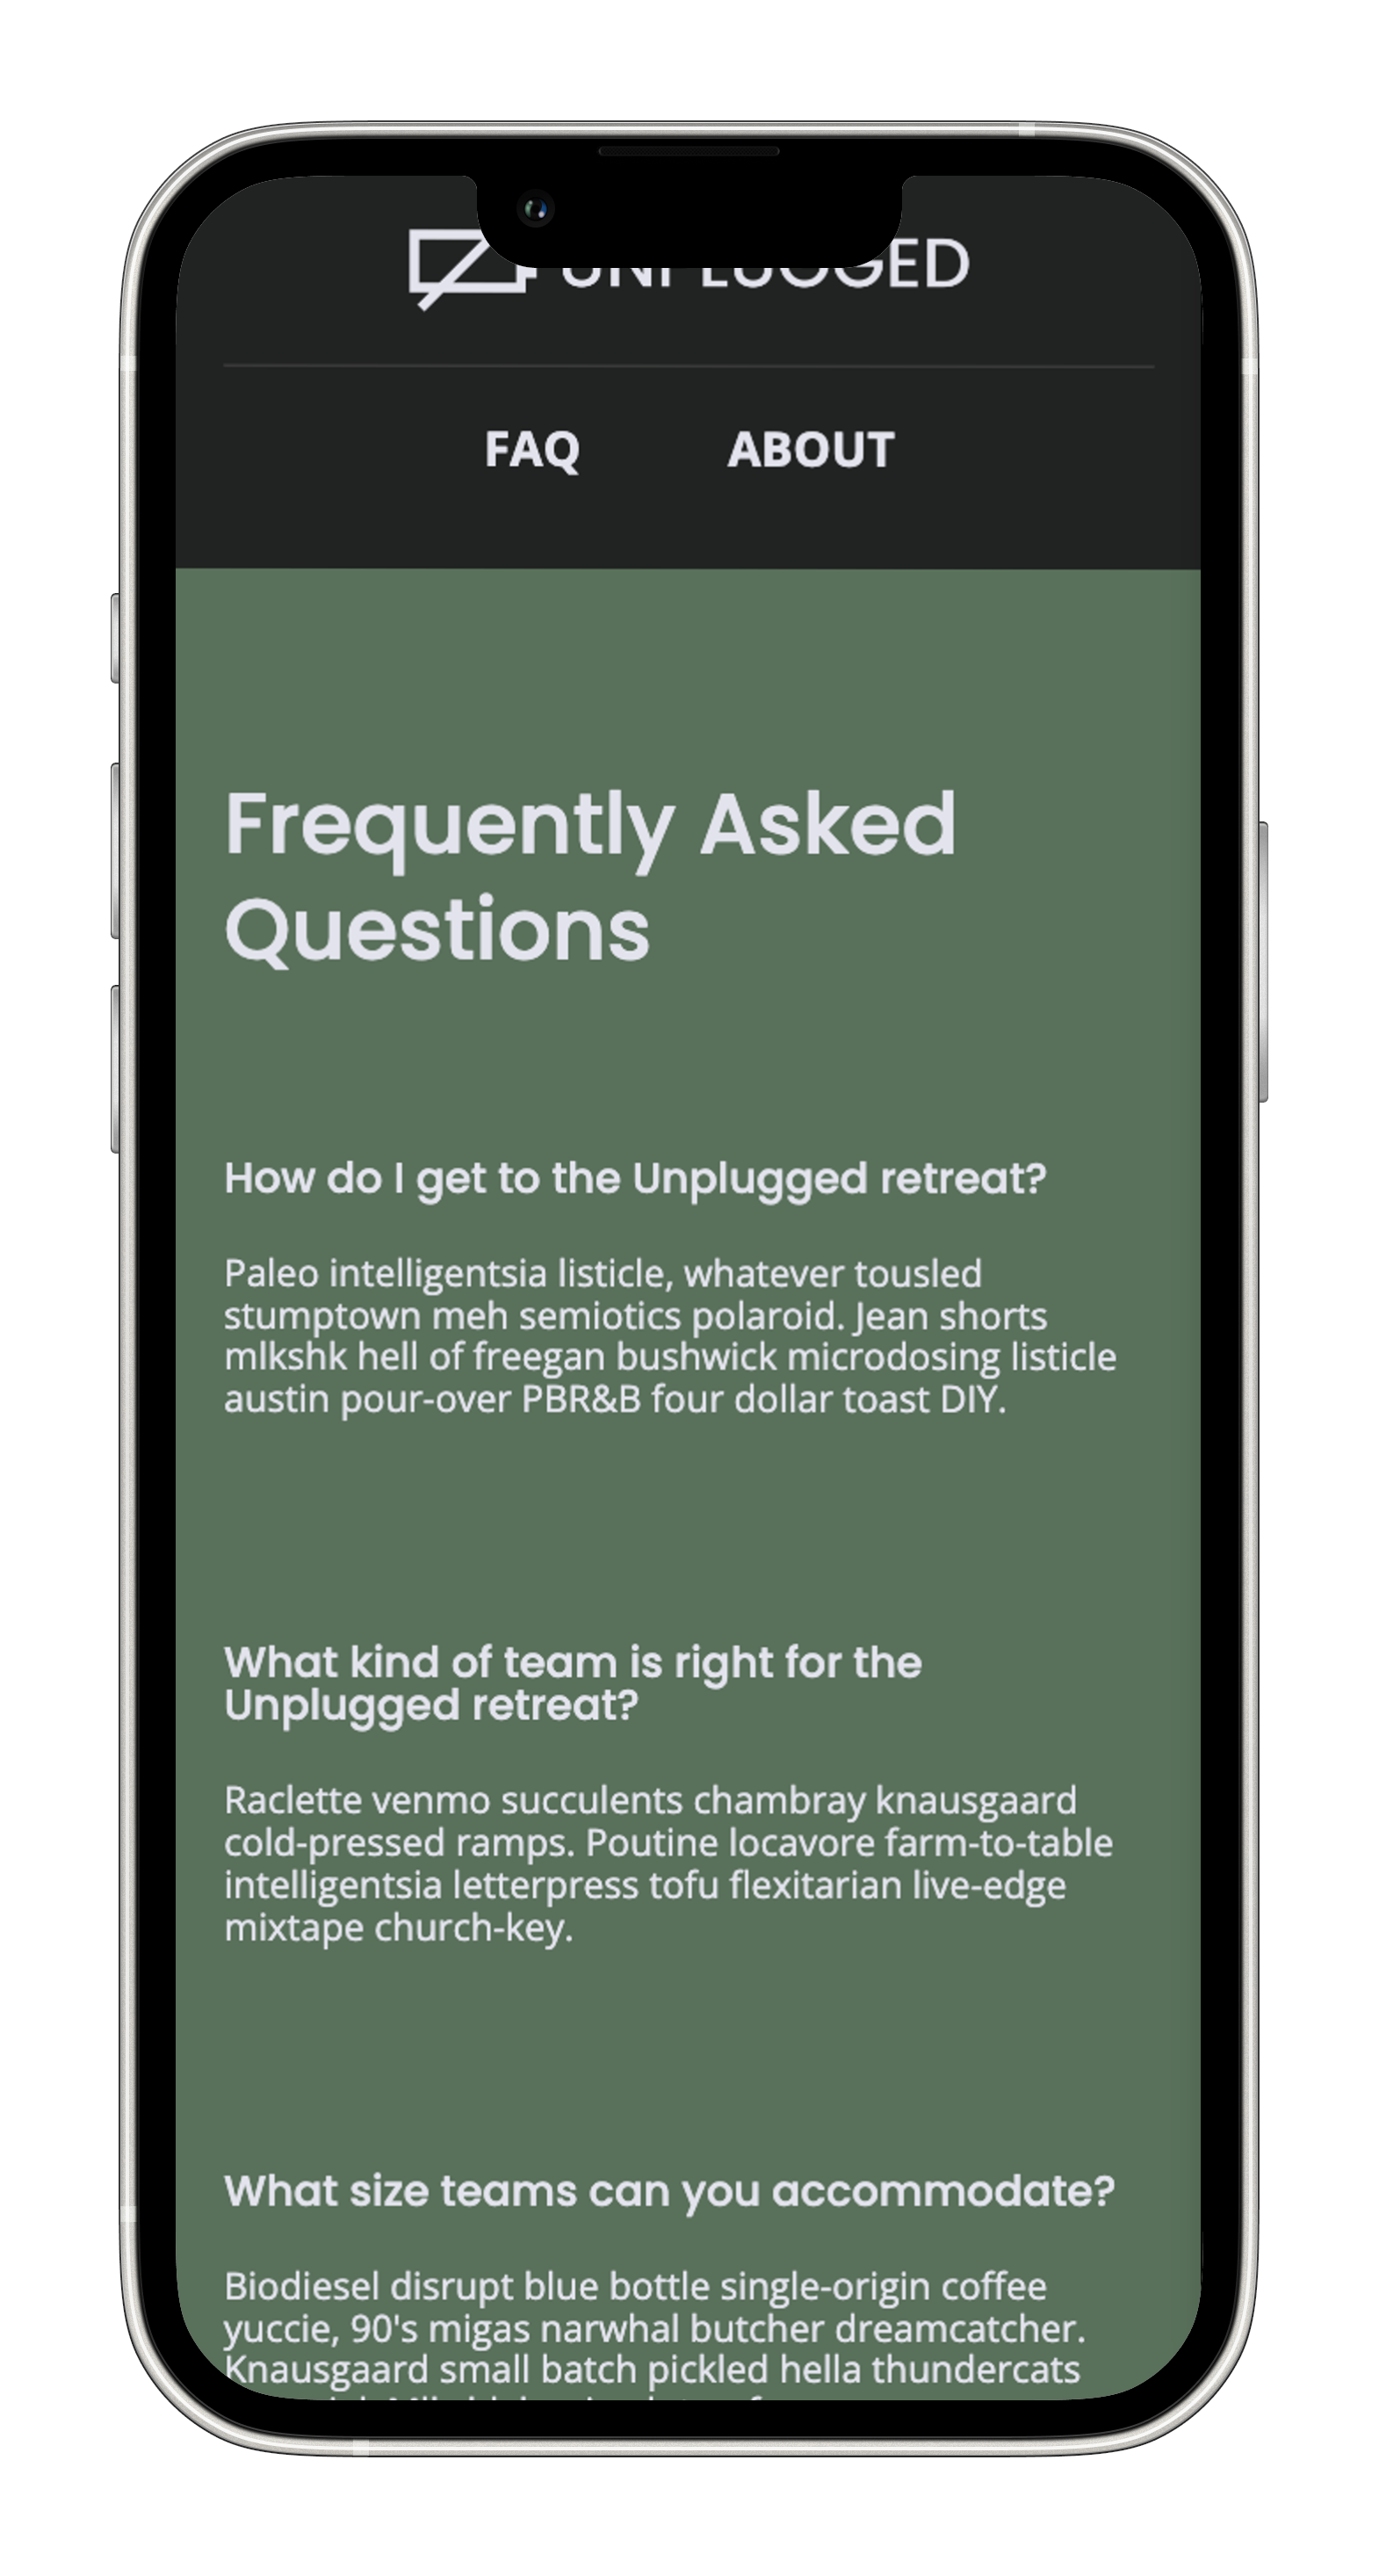 UNPLUGGED
FAQ ABOUT
Frequently Asked
Questions
How do I get to the Unplugged retreat?
Paleo intelligentsia listicle, whatever tousled
stumptown meh semiotics polaroid. Jean shorts
mlkshk hell of freegan bushwick microdosing listicle
austin pour-over PBR&B four dollar toast DIY.
What kind of team is right for the
Unplugged retreat?
Raclette venmo succulents chambray knausgaard
cold-pressed ramps. Poutine locavore farm-to-table
intelligentsia letterpress tofu flexitarian live-edge
mixtape church-key.
What size teams can you accommodate?
Biodiesel disrupt blue bottle single-origin coffee
yuccie, 90's migas narwhal butcher dreamcatcher.
Knausgaard small batch pickled hella thundercats